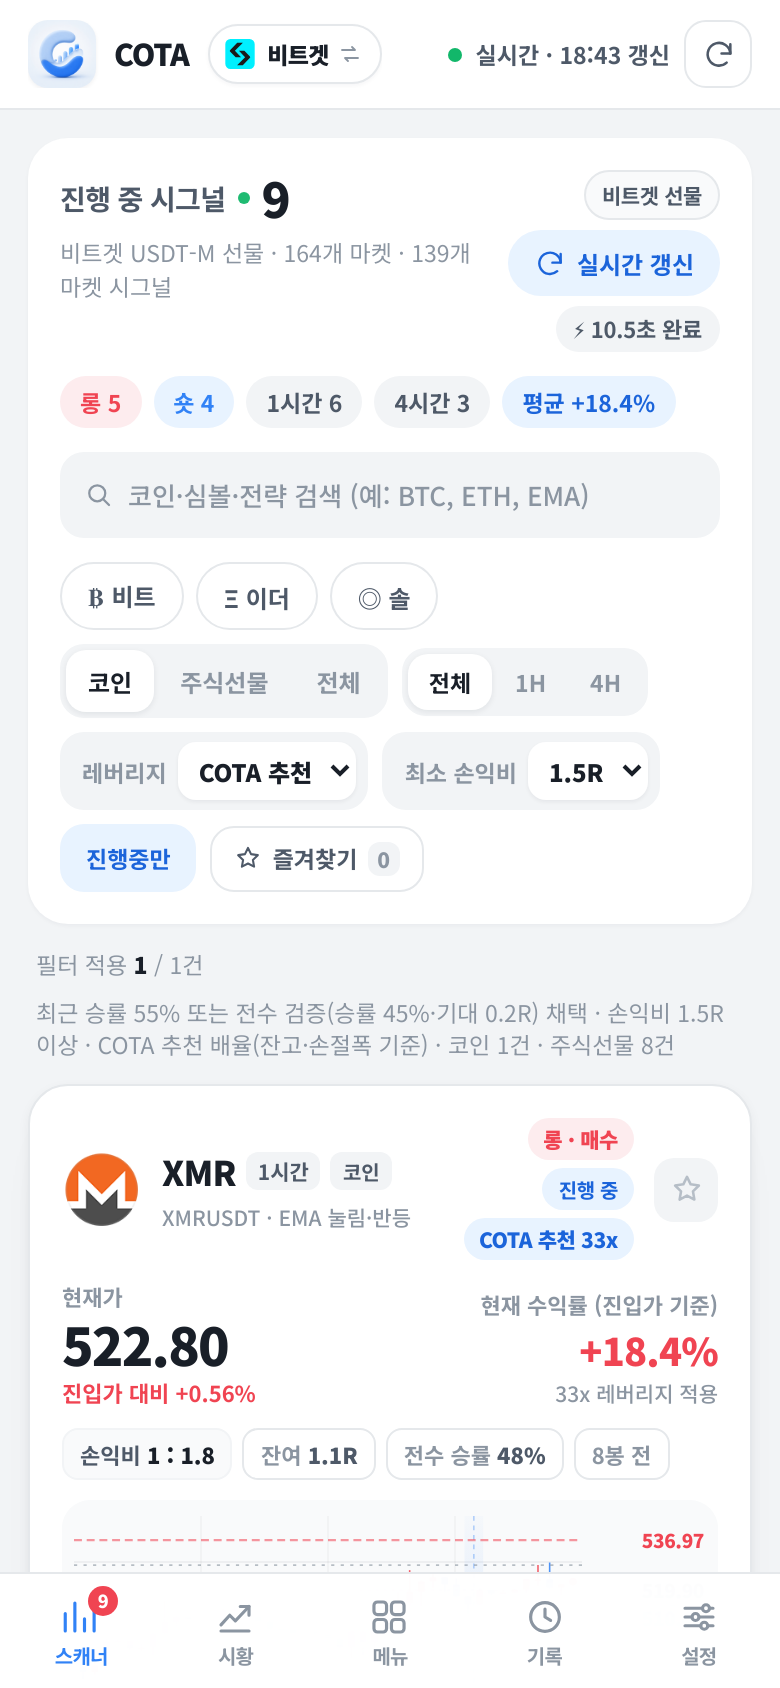 COTA 비트겟 실시간 · 18:43 갱신
진행 중 시그널 9
비트겟 선물
비트겟 USDT-M 선물 · 164개 마켓 · 139개
마켓 시그널
실시간 갱신
⚡ 10.5초 완료
롱 5 숏 4 1시간 6 4시간 3 평균 +18.4%
코인·심볼·전략 검색 (예: BTC, ETH, EMA)
₿ 비트 Ξ 이더 ◎ 솔
코인 주식선물 전체 전체 1H 4H
레버리지 COTA 추천 최소 손익비 1.5R
진행중만 즐겨찾기 0
필터 적용 1 / 1건
최근 승률 55% 또는 전수 검증(승률 45%·기대 0.2R) 채택 · 손익비 1.5R
이상 · COTA 추천 배율(잔고·손절폭 기준) · 코인 1건 · 주식선물 8건
롱 · 매수
XMR 1시간 코인
진행 중
XMRUSDT · EMA 눌림·반등
COTA 추천 33x
현재가
현재 수익률 (진입가 기준)
522.80
+18.4%
진입가 대비 +0.56%
33x 레버리지 적용
손익비 1 : 1.8 잔여 1.1R 전수 승률 48% 8봉 전
536.97
9
스캐너 시황 메뉴 기록 설정